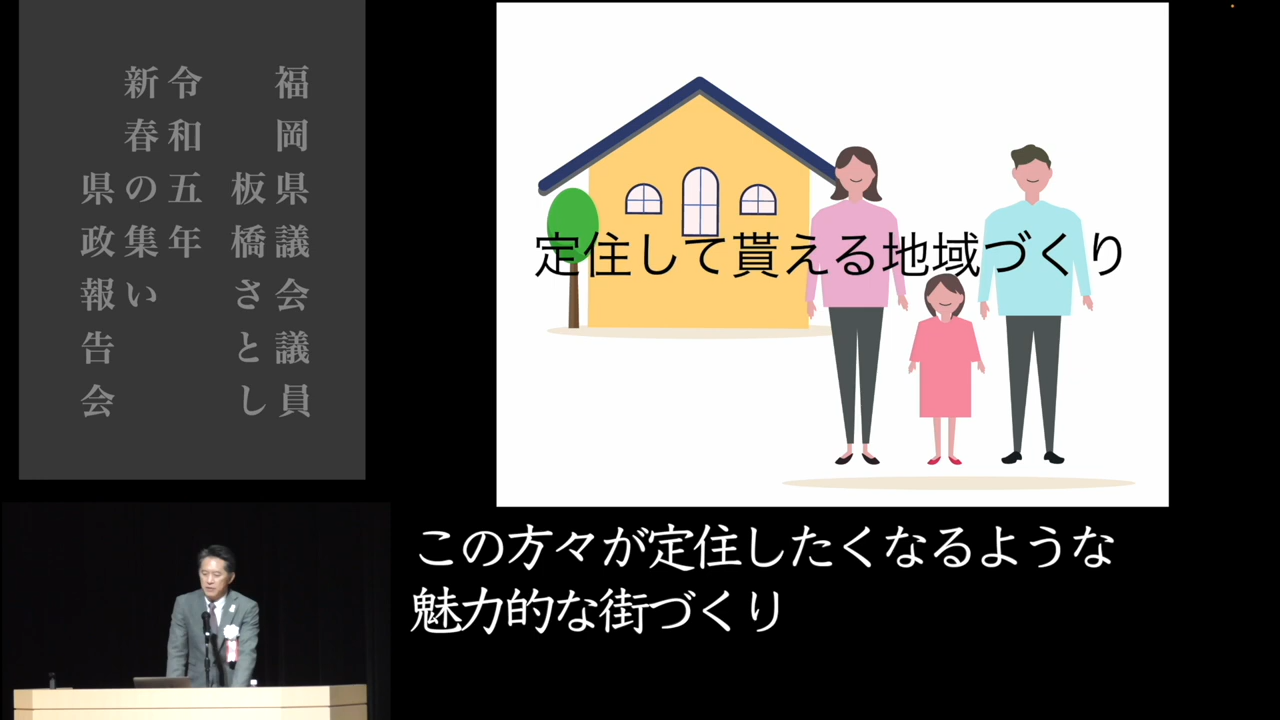 福岡県議会議員
板橋さとし
令和五年
新春の集い
県政報告会
定住して貰える地域づくり
この方々が定住したくなるような
魅力的な街づくり